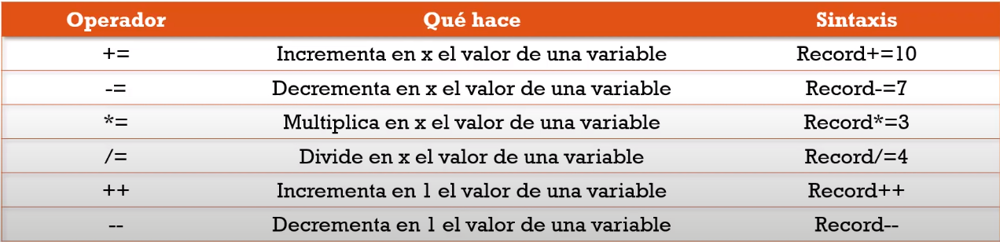 Operador Qué hace Sintaxis
+= Incrementa en x el valor de una variable Record+=10
-= Decrementa en x el valor de una variable Record-=7
*= Multiplica en x el valor de una variable Record*=3
/= Divide en x el valor de una variable Record/=4
++ Incrementa en 1 el valor de una variable Record++
-- Decrementa en 1 el valor de una variable Record--